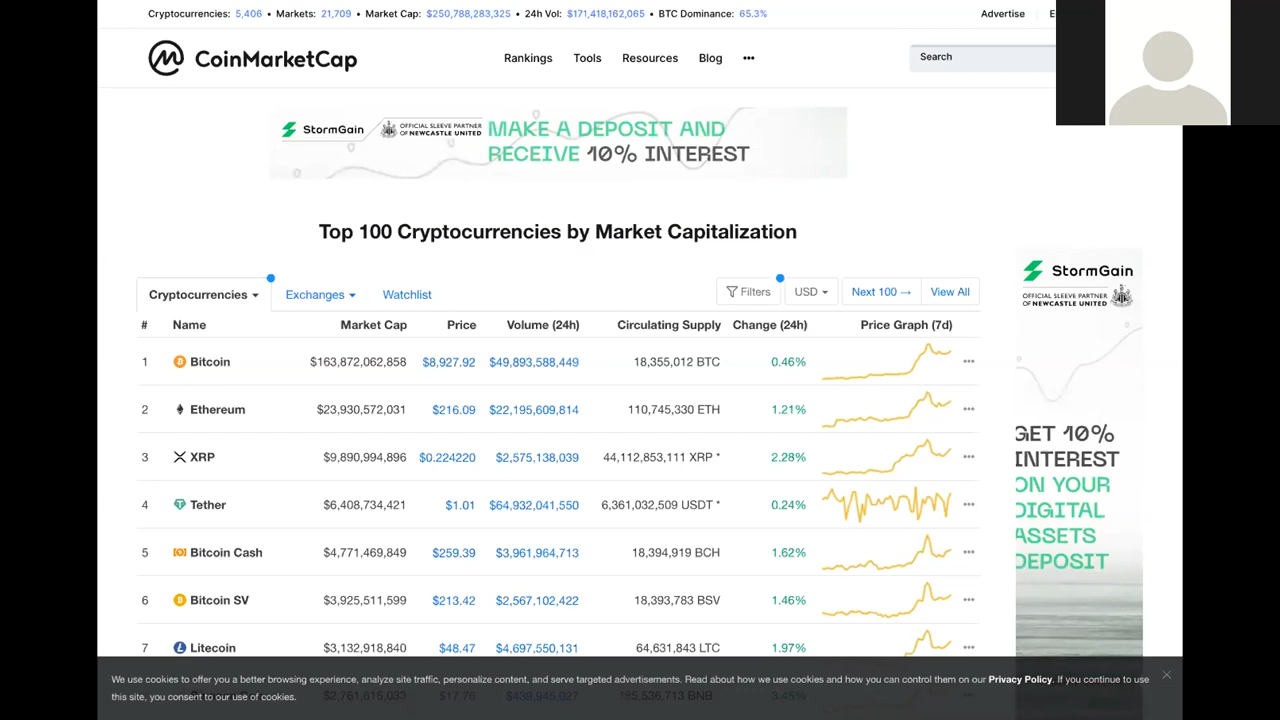 Cryptocurrencies: 5,406 • Markets: 21,709 • Market Cap: $250,788,283,325 • 24h Vol: $171,418,162,065 • BTC Dominance: 65.3% Advertise
CoinMarketCap Rankings Tools Resources Blog ••• Search
StormGain OFFICIAL SLEEVE PARTNER OF NEWCASTLE UNITED
MAKE A DEPOSIT AND
RECEIVE 10% INTEREST
Top 100 Cryptocurrencies by Market Capitalization
Cryptocurrencies Exchanges Watchlist Filters USD Next 100 → View All
# Name Market Cap Price Volume (24h) Circulating Supply Change (24h) Price Graph (7d)
1 Bitcoin $163,872,062,858 $8,927.92 $49,893,588,449 18,355,012 BTC 0.46%
2 Ethereum $23,930,572,031 $216.09 $22,195,609,814 110,745,330 ETH 1.21%
3 XRP $9,890,994,896 $0.224220 $2,575,138,039 44,112,853,111 XRP * 2.28%
4 Tether $6,408,734,421 $1.01 $64,932,041,550 6,361,032,509 USDT * 0.24%
5 Bitcoin Cash $4,771,469,849 $259.39 $3,961,964,713 18,394,919 BCH 1.62%
6 Bitcoin SV $3,925,511,599 $213.42 $2,567,102,422 18,393,783 BSV 1.46%
7 Litecoin $3,132,918,840 $48.47 $4,697,550,131 64,631,843 LTC 1.97%
StormGain
OFFICIAL SLEEVE PARTNER
OF NEWCASTLE UNITED
GET 10%
INTEREST
ON YOUR
DIGITAL
ASSETS
DEPOSIT
We use cookies to offer you a better browsing experience, analyze site traffic, personalize content, and serve targeted advertisements. Read about how we use cookies and how you can control them on our Privacy Policy. If you continue to use
this site, you consent to our use of cookies.